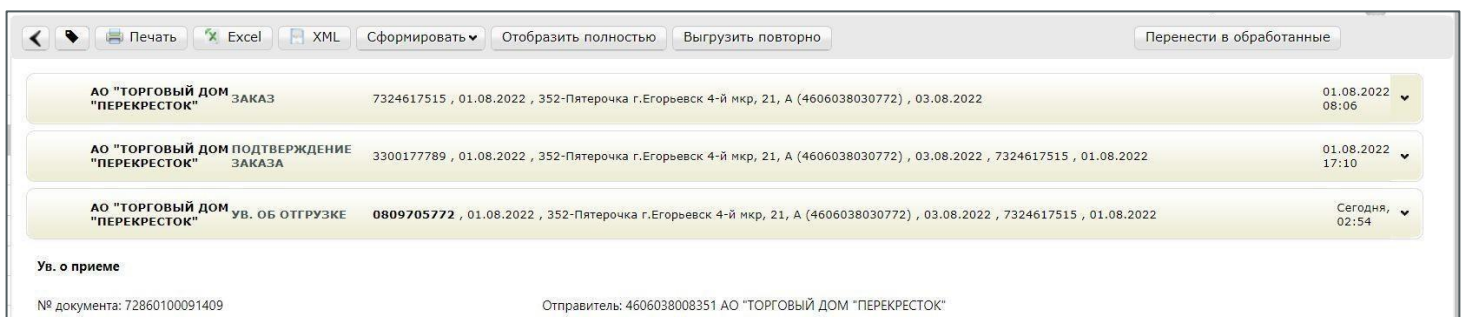 Печать Excel XML Сформировать Отобразить полностью Выгрузить повторно Перенести в обработанные
АО "ТОРГОВЫЙ ДОМ "ПЕРЕКРЕСТОК" ЗАКАЗ 7324617515 , 01.08.2022 , 352-Пятерочка г.Егорьевск 4-й мкр, 21, А (4606038030772) , 03.08.2022 01.08.2022 08:06
АО "ТОРГОВЫЙ ДОМ "ПЕРЕКРЕСТОК" ПОДТВЕРЖДЕНИЕ ЗАКАЗА 3300177789 , 01.08.2022 , 352-Пятерочка г.Егорьевск 4-й мкр, 21, А (4606038030772) , 03.08.2022 , 7324617515 , 01.08.2022 01.08.2022 17:10
АО "ТОРГОВЫЙ ДОМ "ПЕРЕКРЕСТОК" УВ. ОБ ОТГРУЗКЕ 0809705772 , 01.08.2022 , 352-Пятерочка г.Егорьевск 4-й мкр, 21, А (4606038030772) , 03.08.2022 , 7324617515 , 01.08.2022 Сегодня, 02:54
Ув. о приеме
№ документа: 72860100091409 Отправитель: 4606038008351 АО "ТОРГОВЫЙ ДОМ "ПЕРЕКРЕСТОК"